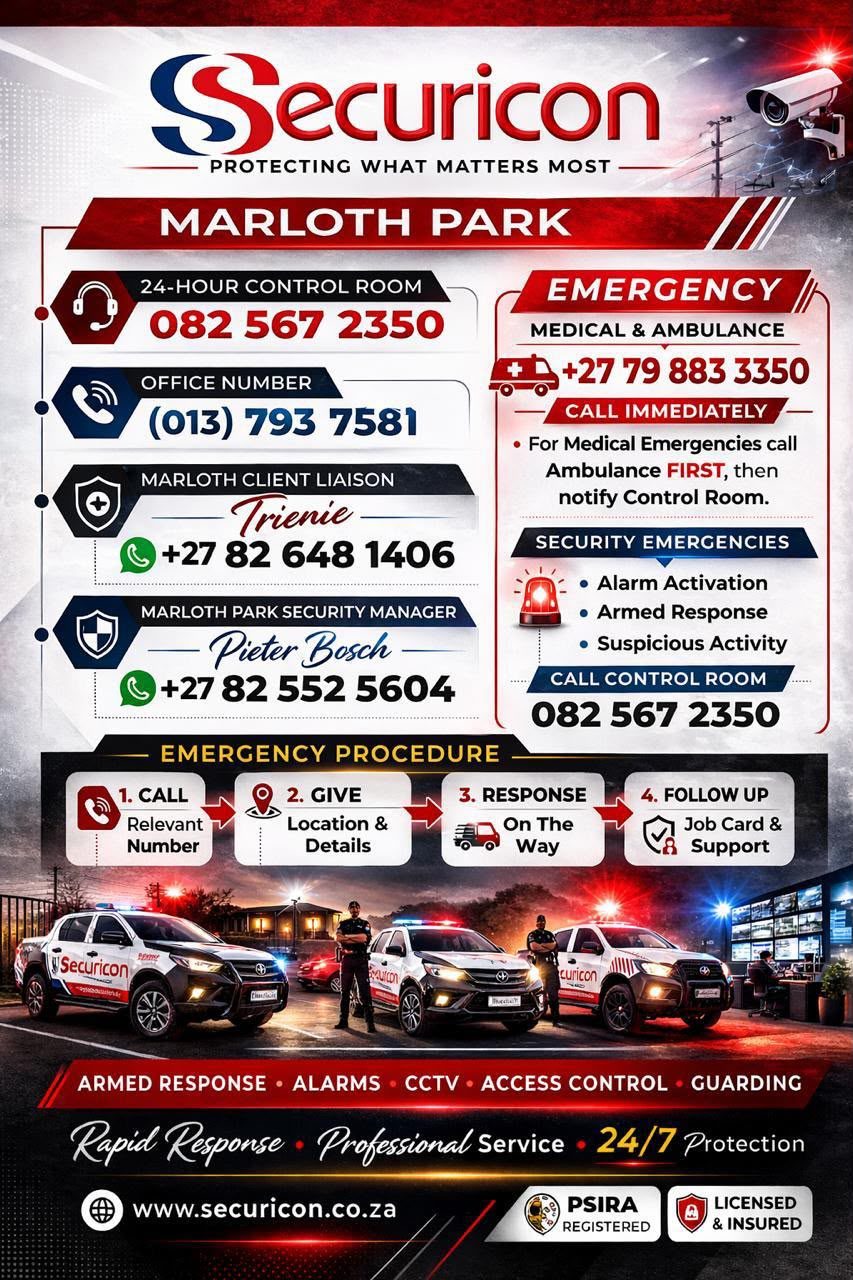 Securicon
PROTECTING WHAT MATTERS MOST
MARLOTH PARK
24-HOUR CONTROL ROOM
082 567 2350
OFFICE NUMBER
(013) 793 7581
MARLOTH CLIENT LIAISON
Trienie
+27 82 648 1406
MARLOTH PARK SECURITY MANAGER
Pieter Bosch
+27 82 552 5604
EMERGENCY
MEDICAL & AMBULANCE
+27 79 883 3350
CALL IMMEDIATELY
• For Medical Emergencies call
Ambulance FIRST, then
notify Control Room.
SECURITY EMERGENCIES
• Alarm Activation
• Armed Response
• Suspicious Activity
CALL CONTROL ROOM
082 567 2350
EMERGENCY PROCEDURE
1. CALL
Relevant
Number
2. GIVE
Location &
Details
3. RESPONSE
On The
Way
4. FOLLOW UP
Job Card &
Support
Securicon
ARMED RESPONSE • ALARMS • CCTV • ACCESS CONTROL • GUARDING
Rapid Response • Professional Service • 24/7 Protection
www.securicon.co.za
PSIRA
REGISTERED
LICENSED
& INSURED